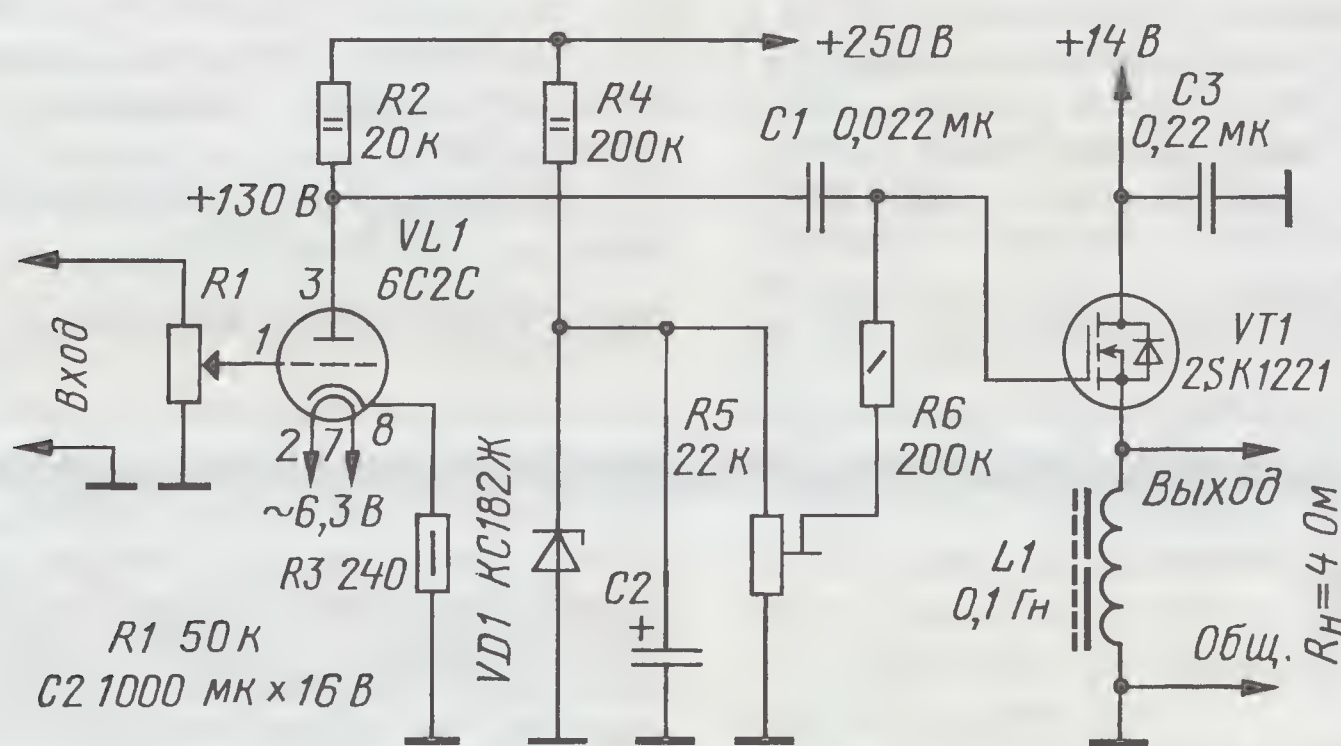 +250 В
+14 В
R2
20 к
R4
200к
C1 0,022 мк
C3
0,22 мк
+130 В
VL1
6С2С
R1
3
1
Вход
2
7
8
~6,3 В
R3 240
VD1 КС182Ж
C2
+
R5
22 к
R6
200к
VT1
2SK1221
Выход
L1
0,1 Гн
Rн=4 Ом
Общ.
R1 50 к
C2 1000 мк × 16 В